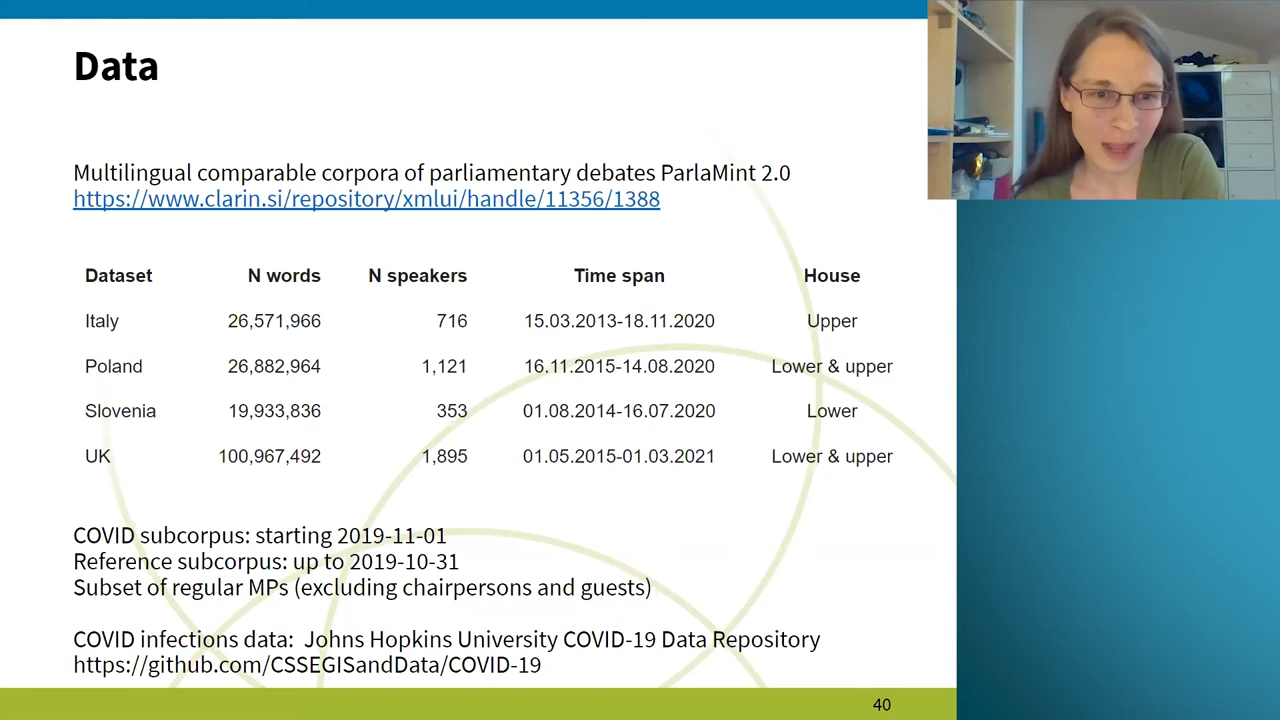 Data
Multilingual comparable corpora of parliamentary debates ParlaMint 2.0
https://www.clarin.si/repository/xmlui/handle/11356/1388
Dataset N words N speakers Time span House
Italy 26,571,966 716 15.03.2013-18.11.2020 Upper
Poland 26,882,964 1,121 16.11.2015-14.08.2020 Lower & upper
Slovenia 19,933,836 353 01.08.2014-16.07.2020 Lower
UK 100,967,492 1,895 01.05.2015-01.03.2021 Lower & upper
COVID subcorpus: starting 2019-11-01
Reference subcorpus: up to 2019-10-31
Subset of regular MPs (excluding chairpersons and guests)
COVID infections data: Johns Hopkins University COVID-19 Data Repository
https://github.com/CSSEGISandData/COVID-19
40